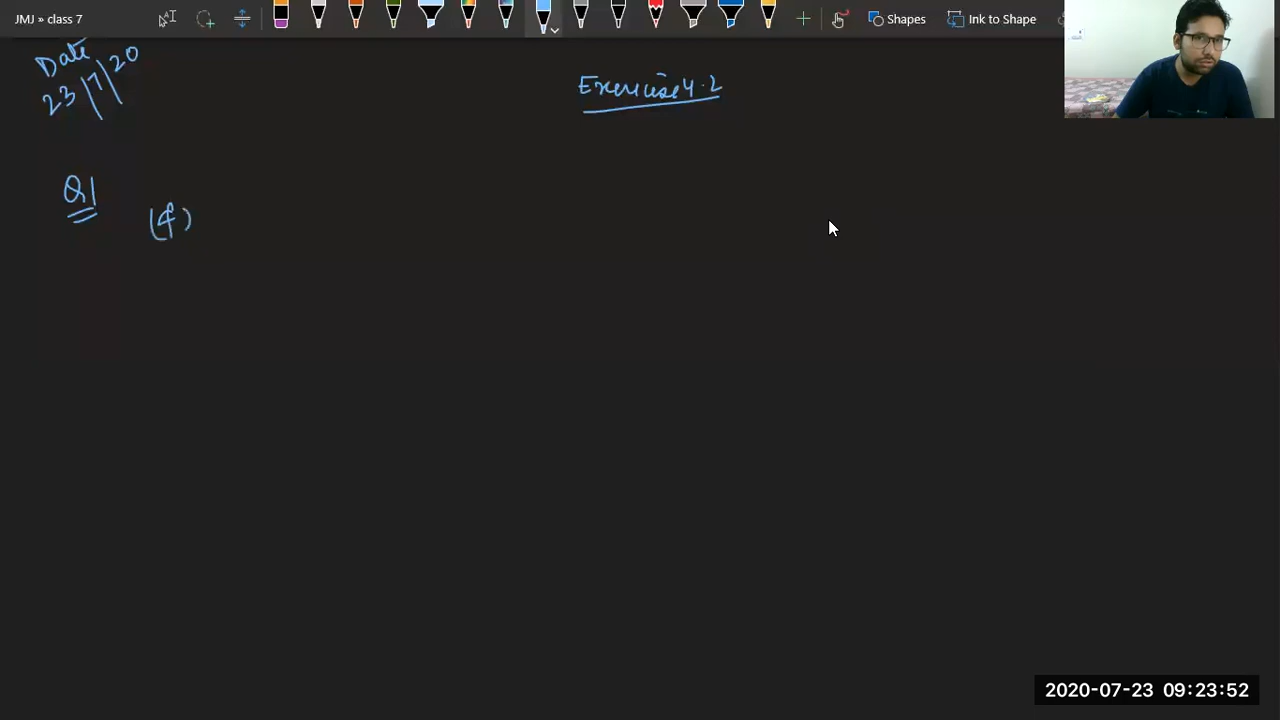 JMJ » class 7
Shapes
Ink to Shape
Date
23/7/20
Exercise 4.2
Q1
(f)
2020-07-23 09:23:52